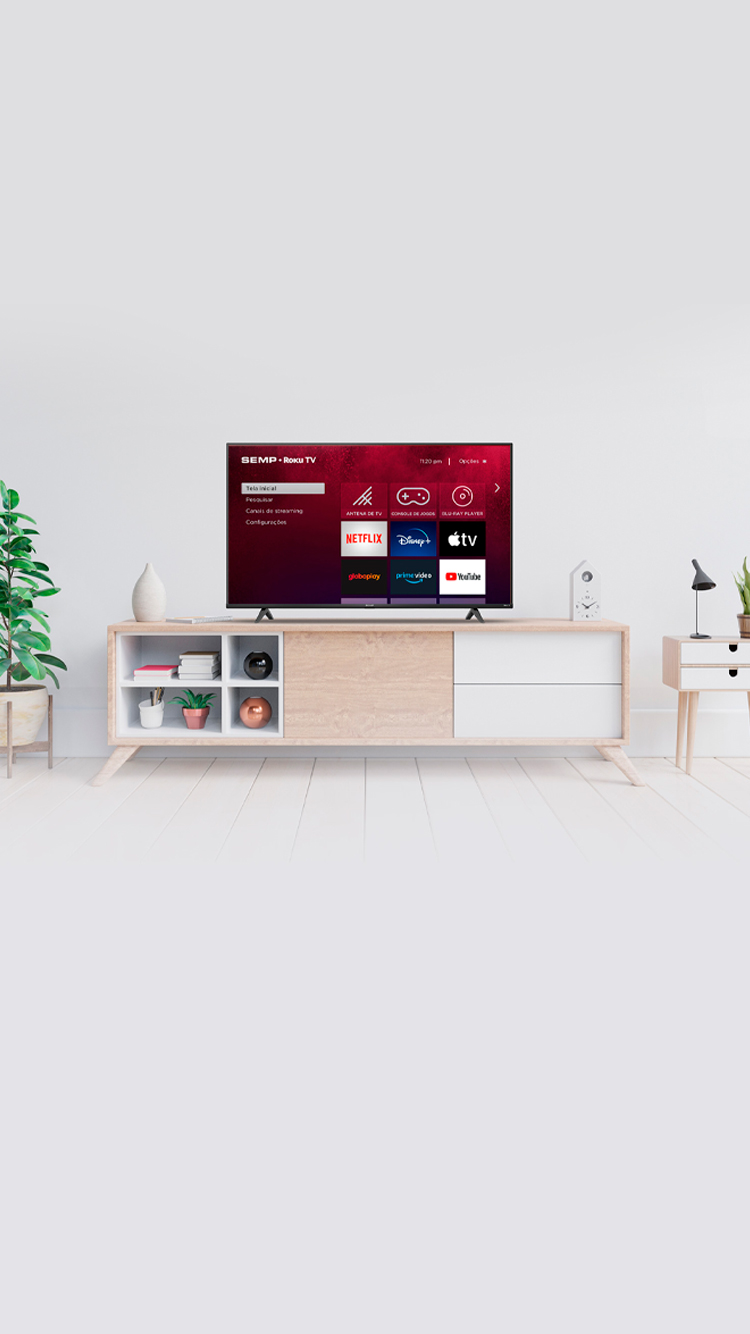 SEMP • Roku TV
11:20 pm | Opções ✱
Tela inicial
Pesquisar
Canais de streaming
Configurações
ANTENA DE TV
CONSOLE DE JOGOS
BLU-RAY PLAYER
NETFLIX
Disney+
tv
globoplay
prime video
YouTube